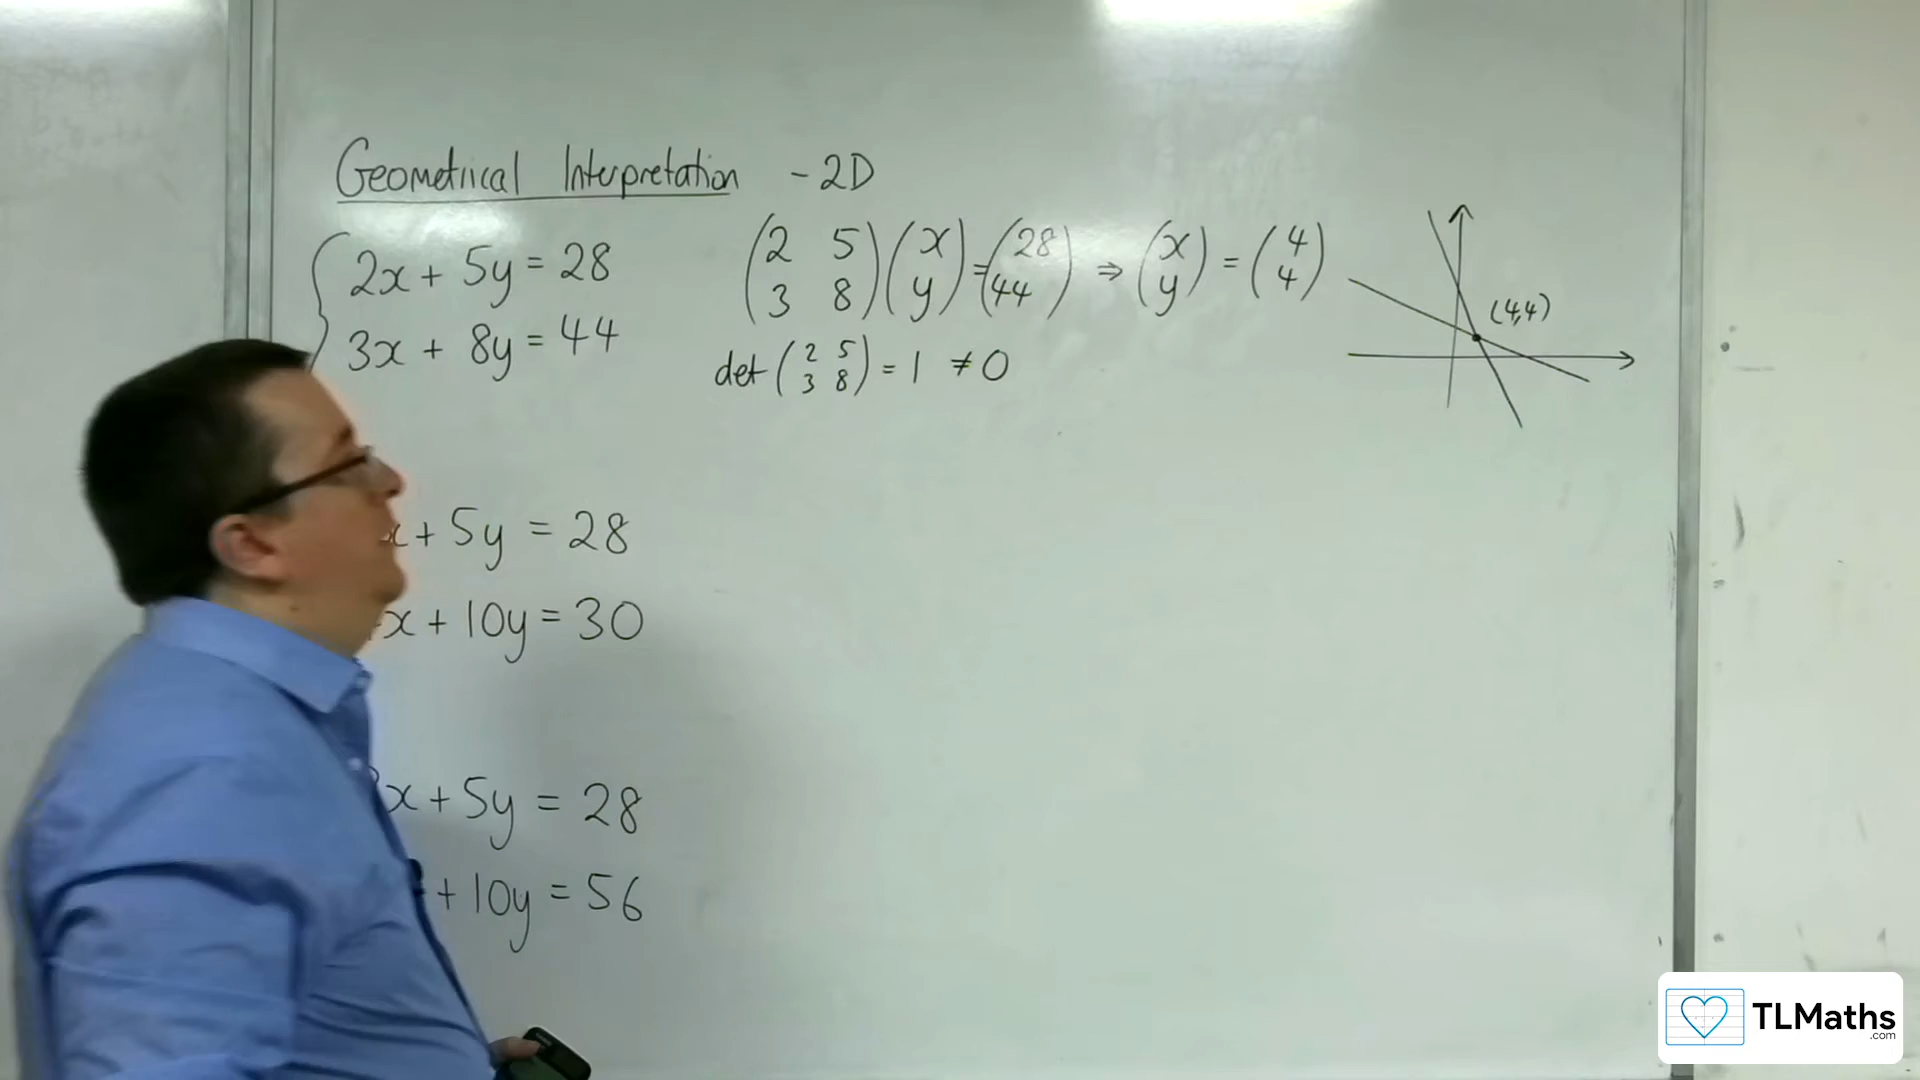 Geometrical Interpretation - 2D
2x + 5y = 28
3x + 8y = 44
(2 5 3 8)(x y) = (28 44) ⇒ (x y) = (4 4)
det (2 5 3 8) = 1 ≠ 0
(4,4)
x + 5y = 28
x + 10y = 30
x + 5y = 28
+ 10y = 56
TLMaths
.com